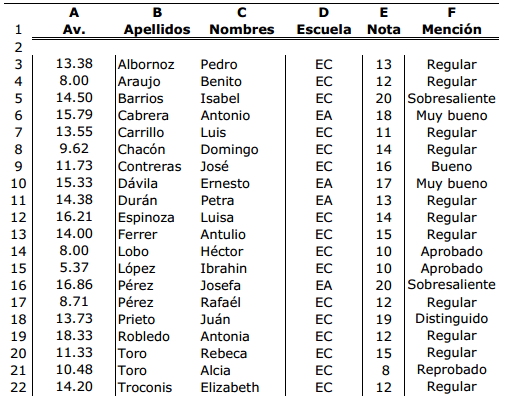 A B C D E F
1 Av. Apellidos Nombres Escuela Nota Mención
2
3 13.38 Albornoz Pedro EC 13 Regular
4 8.00 Araujo Benito EC 12 Regular
5 14.50 Barrios Isabel EC 20 Sobresaliente
6 15.79 Cabrera Antonio EA 18 Muy bueno
7 13.55 Carrillo Luis EC 11 Regular
8 9.62 Chacón Domingo EC 14 Regular
9 11.73 Contreras José EC 16 Bueno
10 15.33 Dávila Ernesto EA 17 Muy bueno
11 14.38 Durán Petra EA 13 Regular
12 16.21 Espinoza Luisa EC 14 Regular
13 14.00 Ferrer Antulio EC 15 Regular
14 8.00 Lobo Héctor EC 10 Aprobado
15 5.37 López Ibrahin EC 10 Aprobado
16 16.86 Pérez Josefa EA 20 Sobresaliente
17 8.71 Pérez Rafaél EC 12 Regular
18 13.73 Prieto Juán EC 19 Distinguido
19 18.33 Robledo Antonia EC 12 Regular
20 11.33 Toro Rebeca EC 15 Regular
21 10.48 Toro Alcia EC 8 Reprobado
22 14.20 Troconis Elizabeth EC 12 Regular